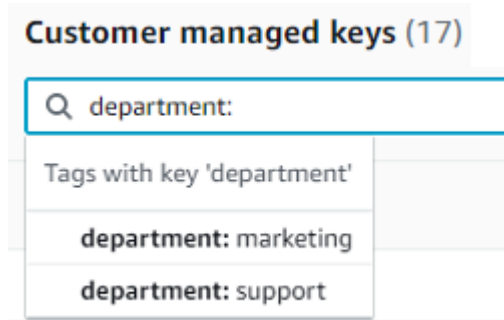 Customer managed keys (17)
department:
Tags with key 'department'
department: marketing
department: support